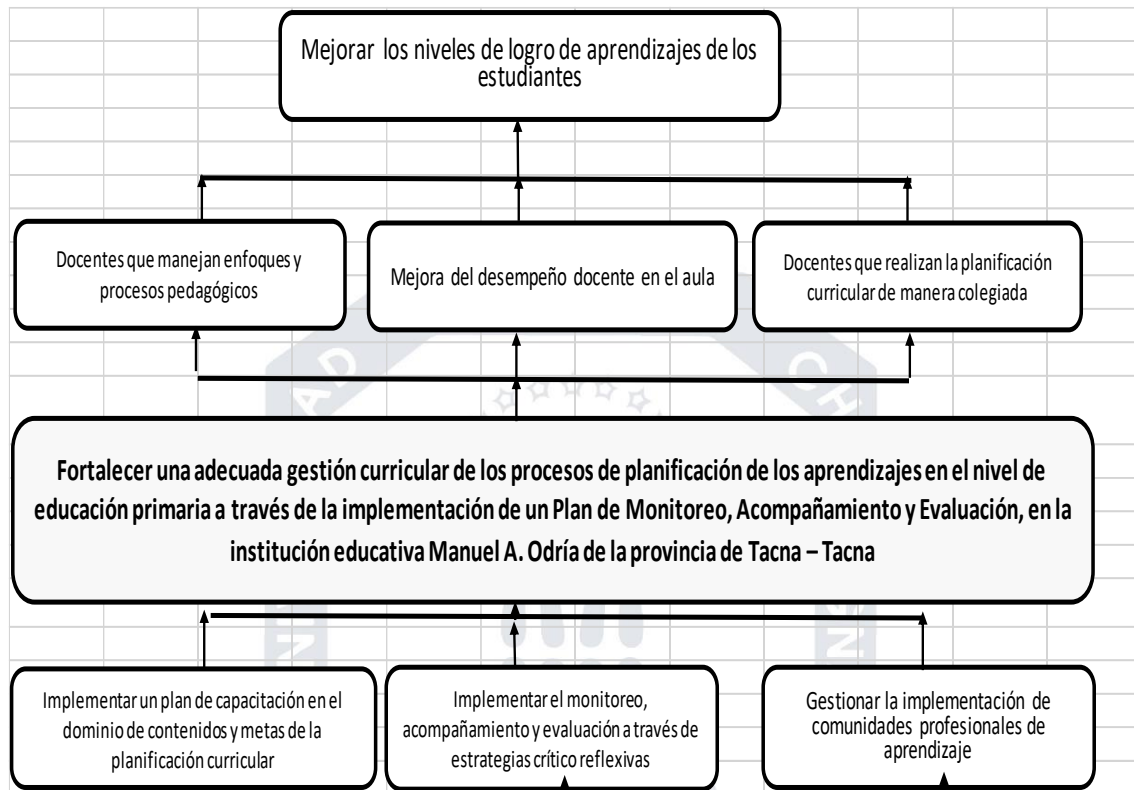 Mejorar los niveles de logro de aprendizajes de los
estudiantes
Docentes que manejan enfoques y
procesos pedagógicos
Mejora del desempeño docente en el aula
Docentes que realizan la planificación
curricular de manera colegiada
Fortalecer una adecuada gestión curricular de los procesos de planificación de los aprendizajes en el nivel de
educación primaria a través de la implementación de un Plan de Monitoreo, Acompañamiento y Evaluación, en la
institución educativa Manuel A. Odría de la provincia de Tacna – Tacna
Implementar un plan de capacitación en el
dominio de contenidos y metas de la
planificación curricular
Implementar el monitoreo,
acompañamiento y evaluación a través de
estrategias crítico reflexivas
Gestionar la implementación de
comunidades profesionales de
aprendizaje